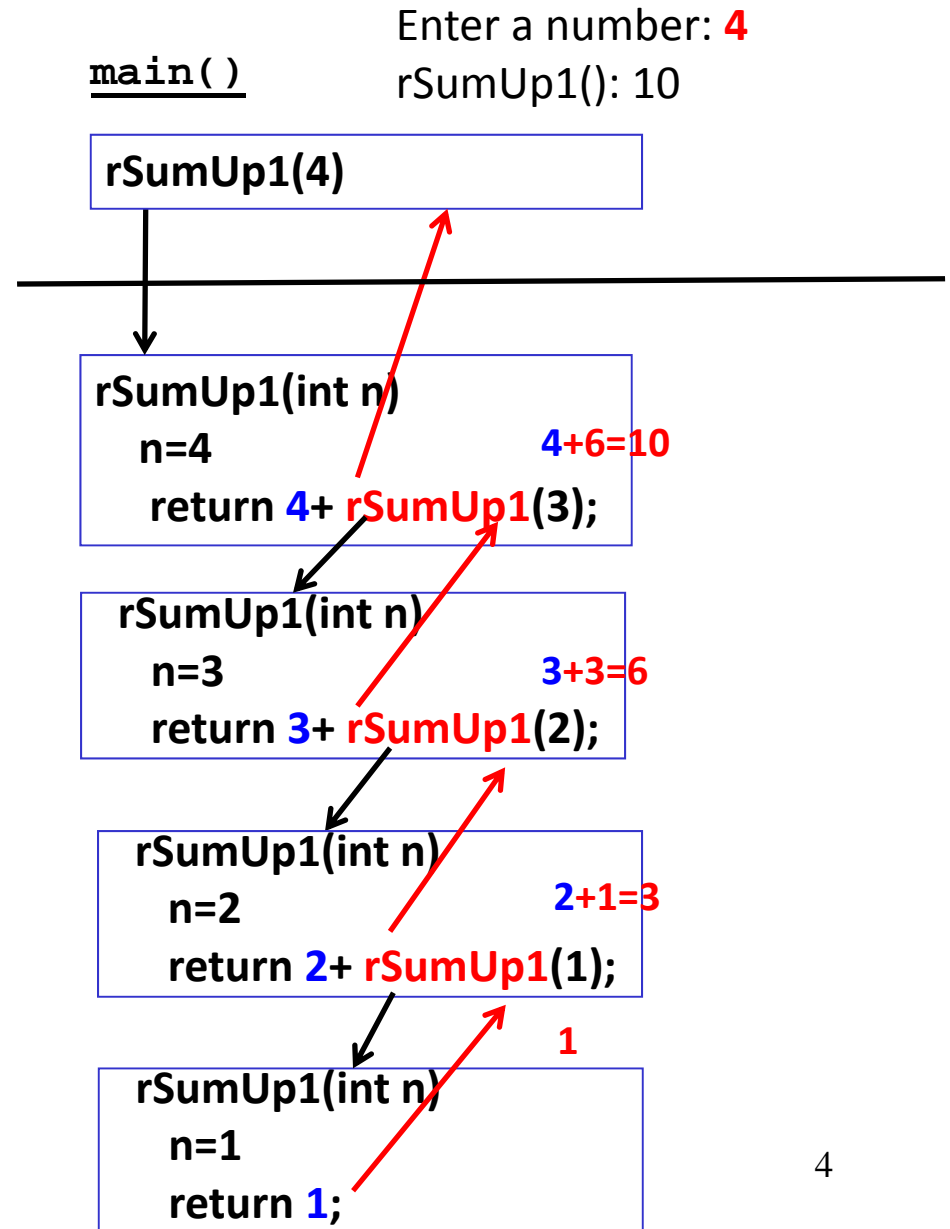 Enter a number: 4
main()
rSumUp1(): 10
rSumUp1(4)
rSumUp1(int n)
n=4
4+6=10
return 4+ rSumUp1(3);
rSumUp1(int n)
n=3
3+3=6
return 3+ rSumUp1(2);
rSumUp1(int n)
n=2
2+1=3
return 2+ rSumUp1(1);
1
rSumUp1(int n)
n=1
return 1;
4